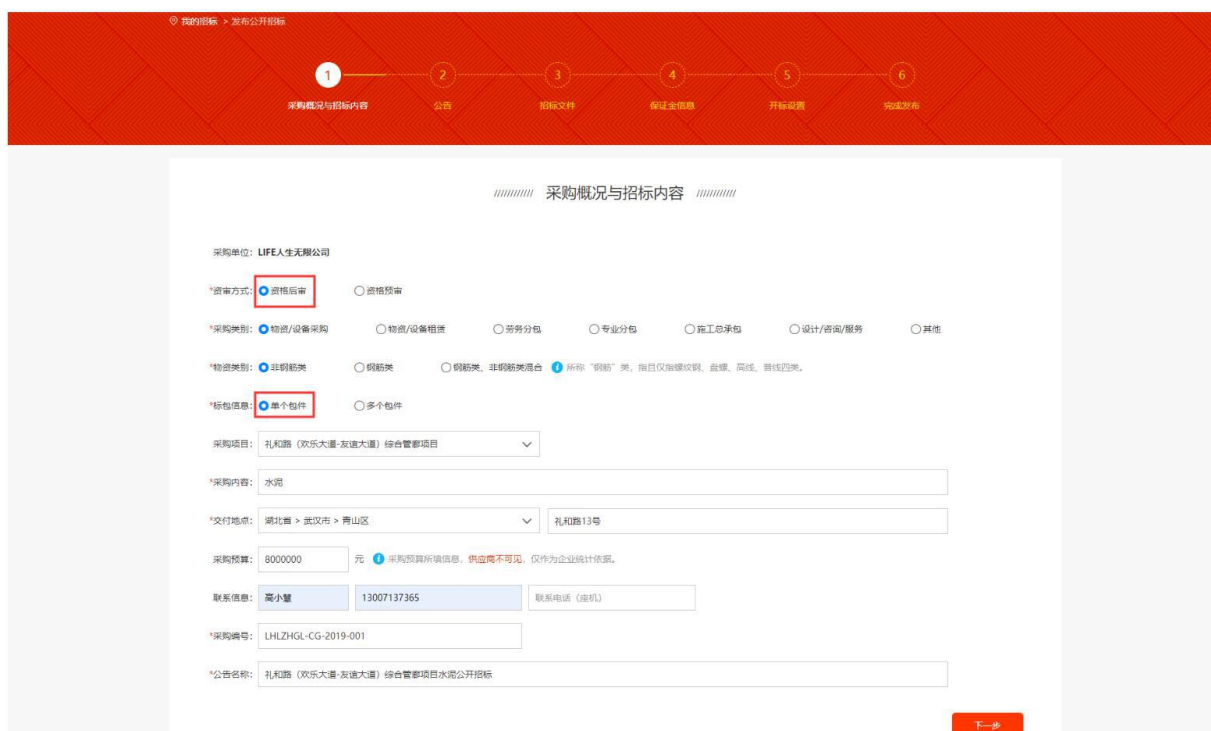 我的招标 > 发布公开招标
1 2 3 4 5 6
采购概况与招标内容 公告 招标文件 保证金信息 开标设置 完成发布
采购概况与招标内容
采购单位: LIFE人生无限公司
*资审方式: 资格后审 资格预审
*采购类别: 物资/设备采购 物资/设备租赁 劳务分包 专业分包 施工总承包 设计/咨询/服务 其他
*物资类别: 非钢筋类 钢筋类 钢筋类、非钢筋类混合 所称“钢筋”类,指且仅指螺纹钢、盘螺、高线、普线四类。
*标包信息: 单个包件 多个包件
采购项目: 礼和路(欢乐大道-友谊大道)综合管廊项目
*采购内容: 水泥
*交付地点: 湖北省 > 武汉市 > 青山区 礼和路13号
采购预算: 8000000 元 采购预算所填信息,供应商不可见,仅作为企业统计依据。
联系信息: 高小慧 13007137365 联系电话(座机)
*采购编号: LHLZHGL-CG-2019-001
*公告名称: 礼和路(欢乐大道-友谊大道)综合管廊项目水泥公开招标
下一步